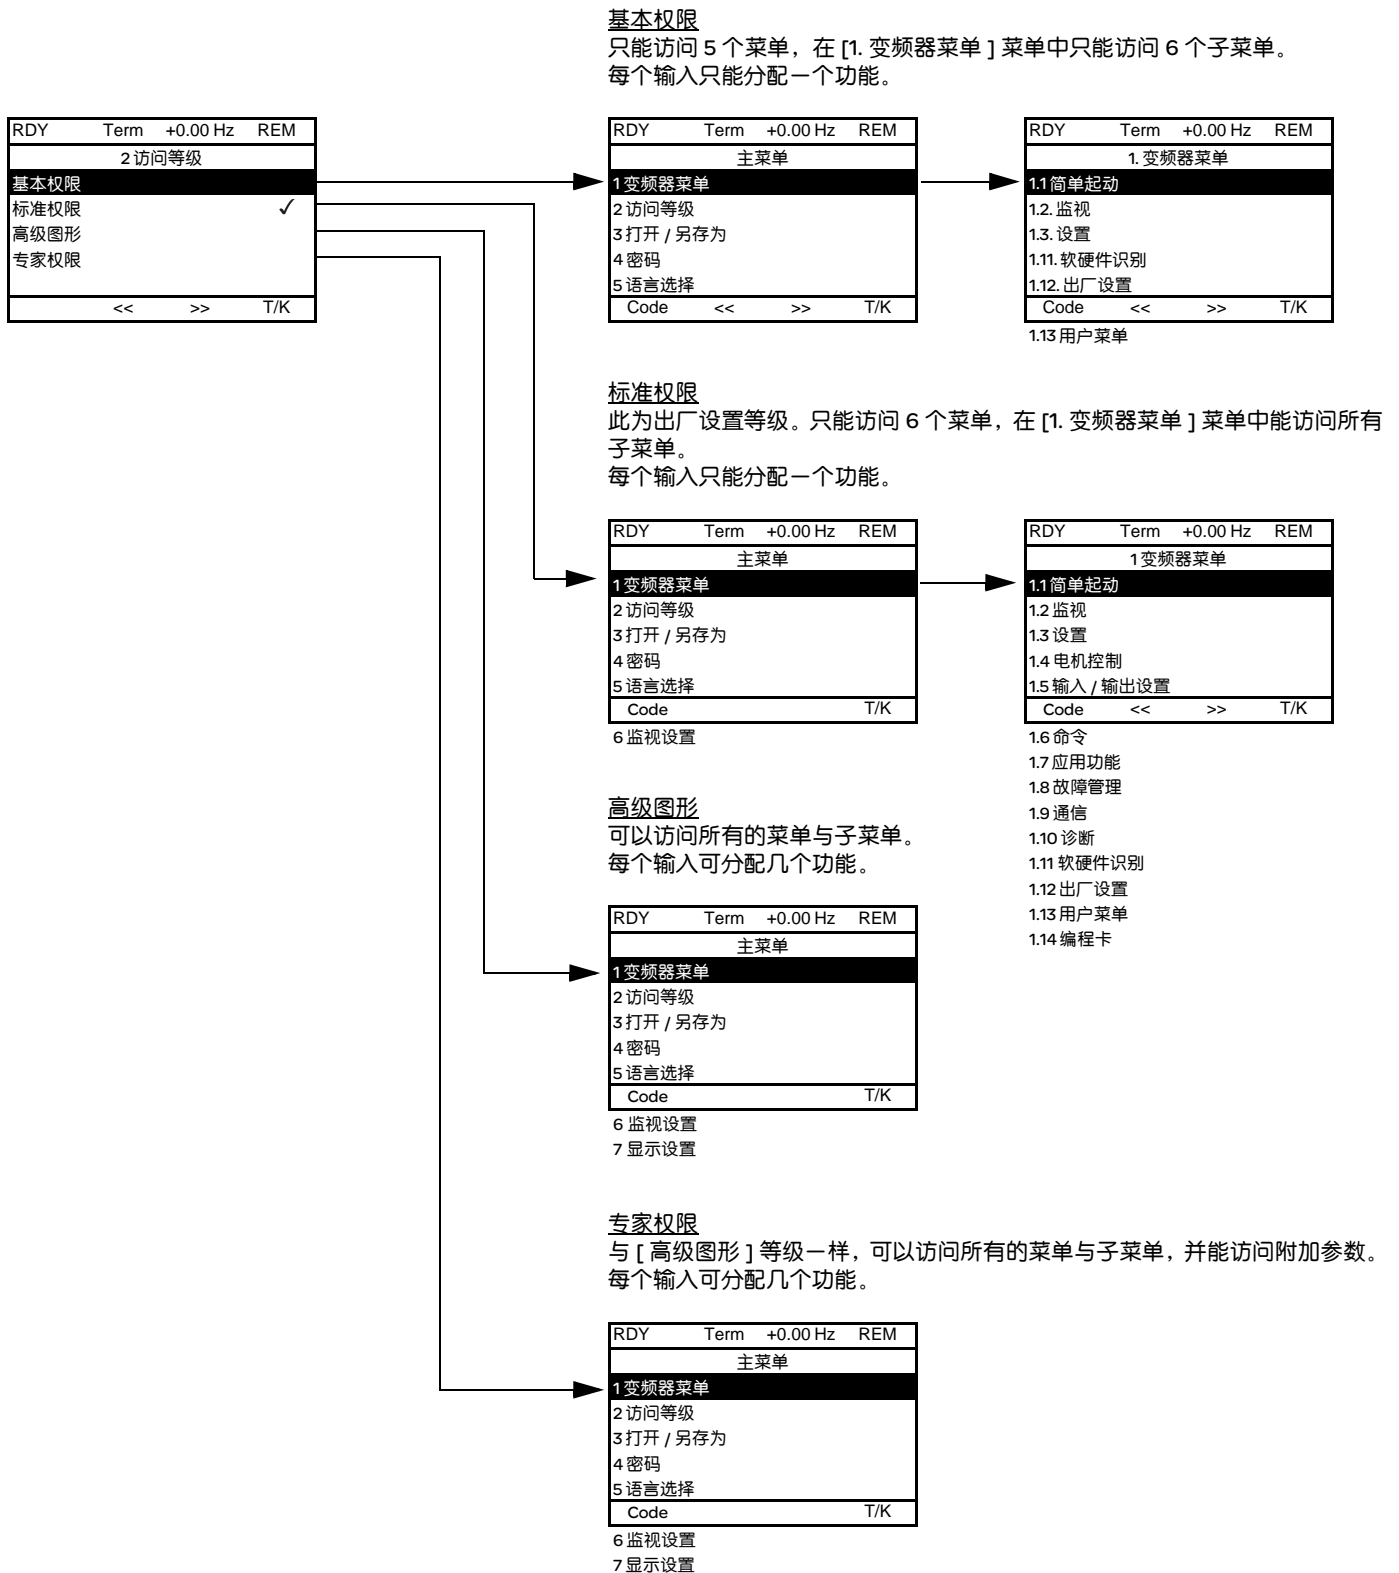 基本权限
只能访问 5 个菜单，在 [1. 变频器菜单 ] 菜单中只能访问 6 个子菜单。
每个输入只能分配一个功能。
RDY Term +0.00 Hz REM
2 访问等级
基本权限
标准权限 ✓
高级图形
专家权限
<< >> T/K
RDY Term +0.00 Hz REM
主菜单
1 变频器菜单
2 访问等级
3 打开 / 另存为
4 密码
5 语言选择
Code << >> T/K
RDY Term +0.00 Hz REM
1. 变频器菜单
1.1 简单起动
1.2. 监视
1.3. 设置
1.11. 软硬件识别
1.12. 出厂设置
Code << >> T/K
1.13 用户菜单
标准权限
此为出厂设置等级。只能访问 6 个菜单，在 [1. 变频器菜单 ] 菜单中能访问所有
子菜单。
每个输入只能分配一个功能。
RDY Term +0.00 Hz REM
主菜单
1 变频器菜单
2 访问等级
3 打开 / 另存为
4 密码
5 语言选择
Code T/K
6 监视设置
RDY Term +0.00 Hz REM
1 变频器菜单
1.1 简单起动
1.2 监视
1.3 设置
1.4 电机控制
1.5 输入 / 输出设置
Code << >> T/K
1.6 命令
1.7 应用功能
1.8 故障管理
1.9 通信
1.10 诊断
1.11 软硬件识别
1.12 出厂设置
1.13 用户菜单
1.14 编程卡
高级图形
可以访问所有的菜单与子菜单。
每个输入可分配几个功能。
RDY Term +0.00 Hz REM
主菜单
1 变频器菜单
2 访问等级
3 打开 / 另存为
4 密码
5 语言选择
Code T/K
6 监视设置
7 显示设置
专家权限
与 [ 高级图形 ] 等级一样，可以访问所有的菜单与子菜单，并能访问附加参数。
每个输入可分配几个功能。
RDY Term +0.00 Hz REM
主菜单
1 变频器菜单
2 访问等级
3 打开 / 另存为
4 密码
5 语言选择
Code T/K
6 监视设置
7 显示设置